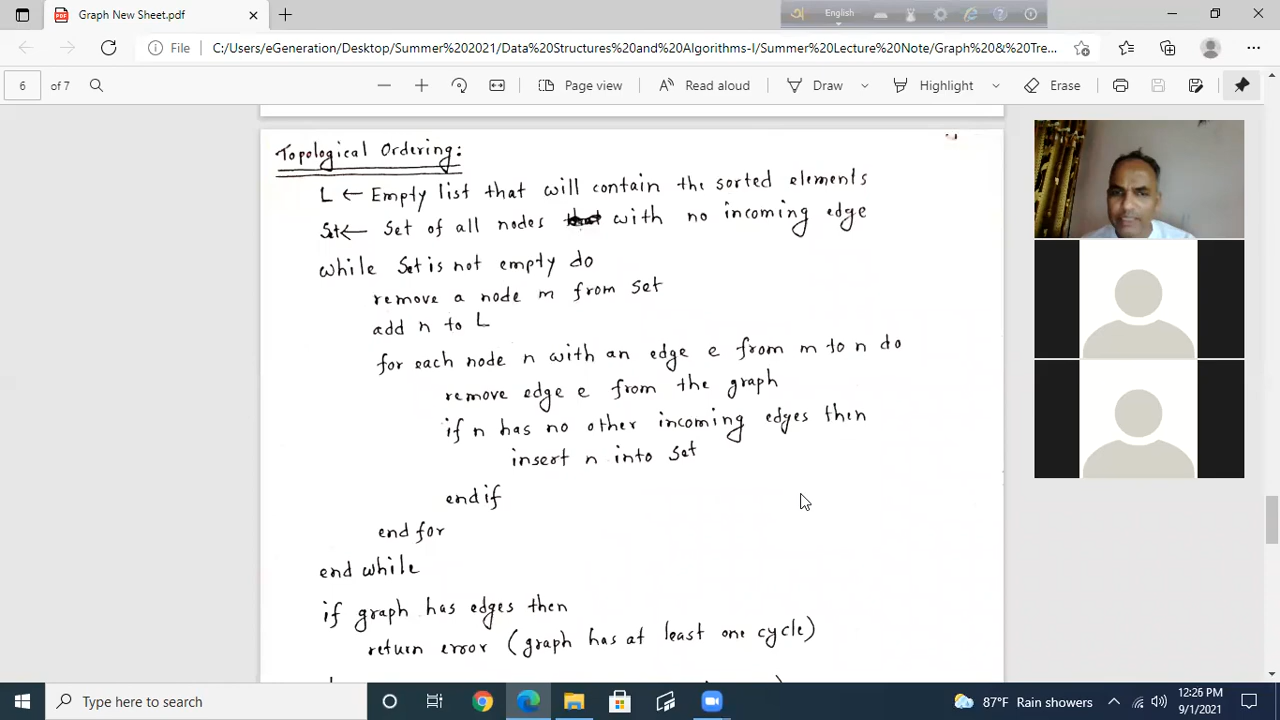 Graph New Sheet.pdf
English
File
C:/Users/eGeneration/Desktop/Summer%202021/Data%20Structures%20and%20Algorithms-I/Summer%20Lecture%20Note/Graph%20&%20Tre...
6 of 7
Page view
Read aloud
Draw
Highlight
Erase
Topological Ordering:
L ← Empty list that will contain the sorted elements
Set ← Set of all nodes with no incoming edge
while Set is not empty do
remove a node m from set
add n to L
for each node n with an edge e from m to n do
remove edge e from the graph
if n has no other incoming edges then
insert n into set
endif
end for
end while
if graph has edges then
return error (graph has at least one cycle)
Type here to search
87°F Rain showers
12:26 PM
9/1/2021